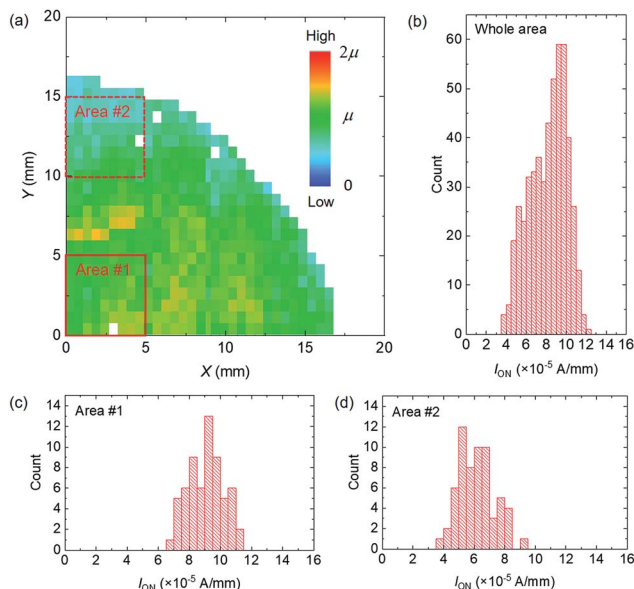 (a)
High
2μ
μ
0
Low
Area #2
Area #1
20
15
10
5
0
Y (mm)
0
5
10
15
20
X (mm)
(b)
Whole area
60
50
40
30
20
10
0
Count
0 2 4 6 8 10 12 14 16
I_ON (×10⁻⁵ A/mm)
(c)
Area #1
14
12
10
8
6
4
2
0
Count
0 2 4 6 8 10 12 14 16
I_ON (×10⁻⁵ A/mm)
(d)
Area #2
14
12
10
8
6
4
2
0
Count
0 2 4 6 8 10 12 14 16
I_ON (×10⁻⁵ A/mm)